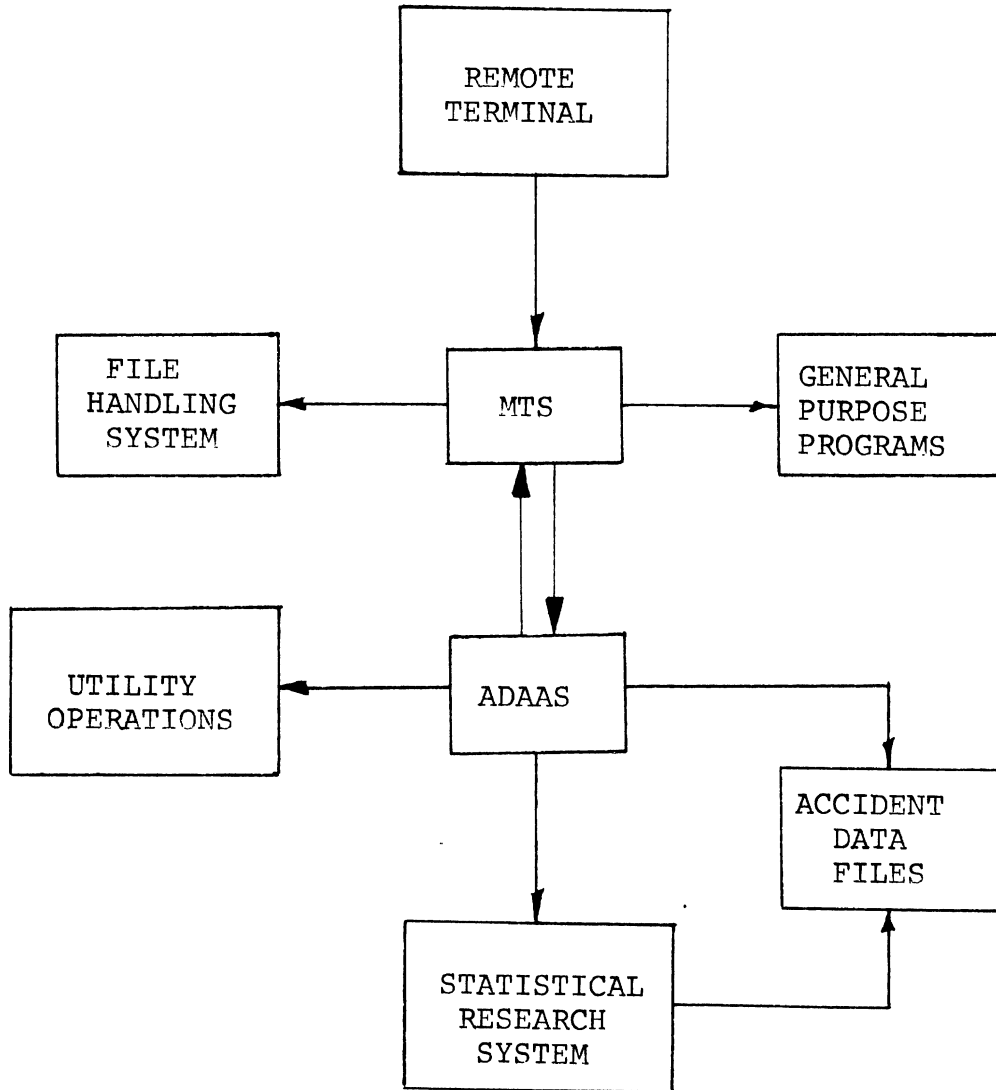 REMOTE
TERMINAL
FILE
HANDLING
SYSTEM
MTS
GENERAL
PURPOSE
PROGRAMS
UTILITY
OPERATIONS
ADAAS
ACCIDENT
DATA
FILES
STATISTICAL
RESEARCH
SYSTEM